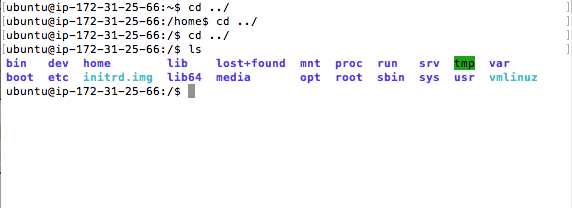 [ubuntu@ip-172-31-25-66:~$ cd ../ ]
[ubuntu@ip-172-31-25-66:/home$ cd ../ ]
[ubuntu@ip-172-31-25-66:/$ cd ../ ]
[ubuntu@ip-172-31-25-66:/$ ls ]
bin dev home lib lost+found mnt proc run srv tmp var
boot etc initrd.img lib64 media opt root sbin sys usr vmlinuz
ubuntu@ip-172-31-25-66:/$